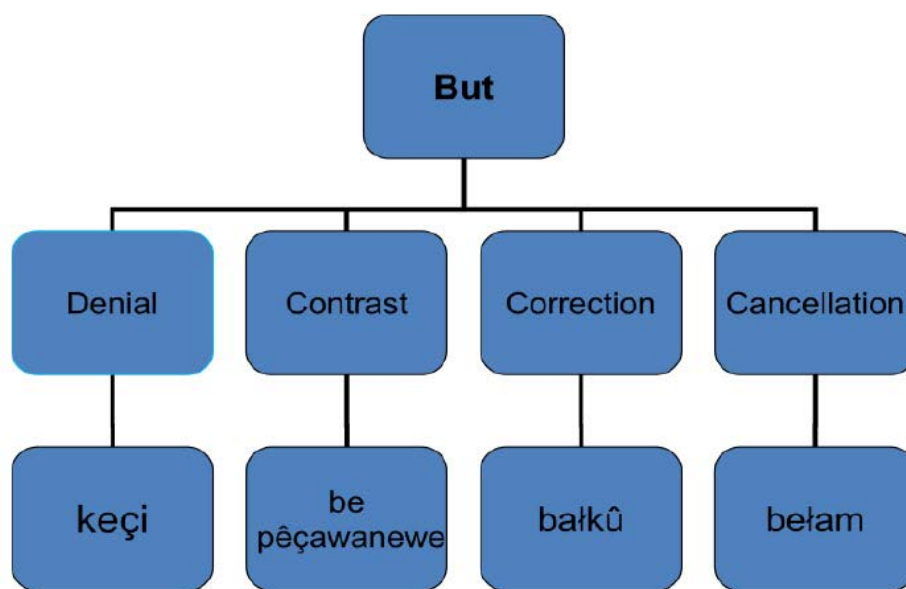 But
Denial
Contrast
Correction
Cancellation
keçi
be
pêçawanewe
bałkû
bełam